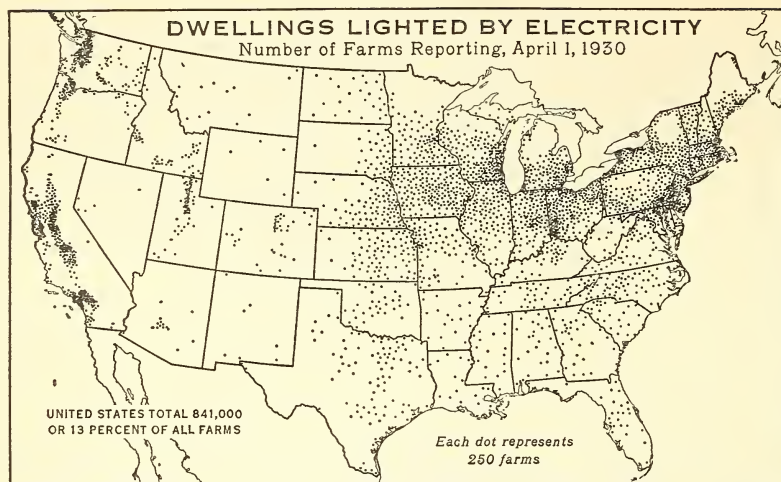 DWELLINGS LIGHTED BY ELECTRICITY
Number of Farms Reporting, April 1, 1930
UNITED STATES TOTAL 841,000
OR 13 PERCENT OF ALL FARMS
Each dot represents
250 farms